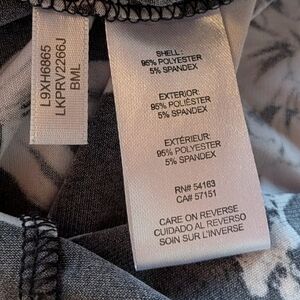 L9XH6865
LKPRV2266J
BML
SHELL:
95% POLYESTER
5% SPANDEX
EXTERIOR:
95% POLIÉSTER
5% SPANDEX
EXTÉRIEUR:
95% POLYESTER
5% SPANDEX
RN# 54163
CA# 57151
CARE ON REVERSE
CUIDADO AL REVERSO
SOIN SUR L'INVERSE